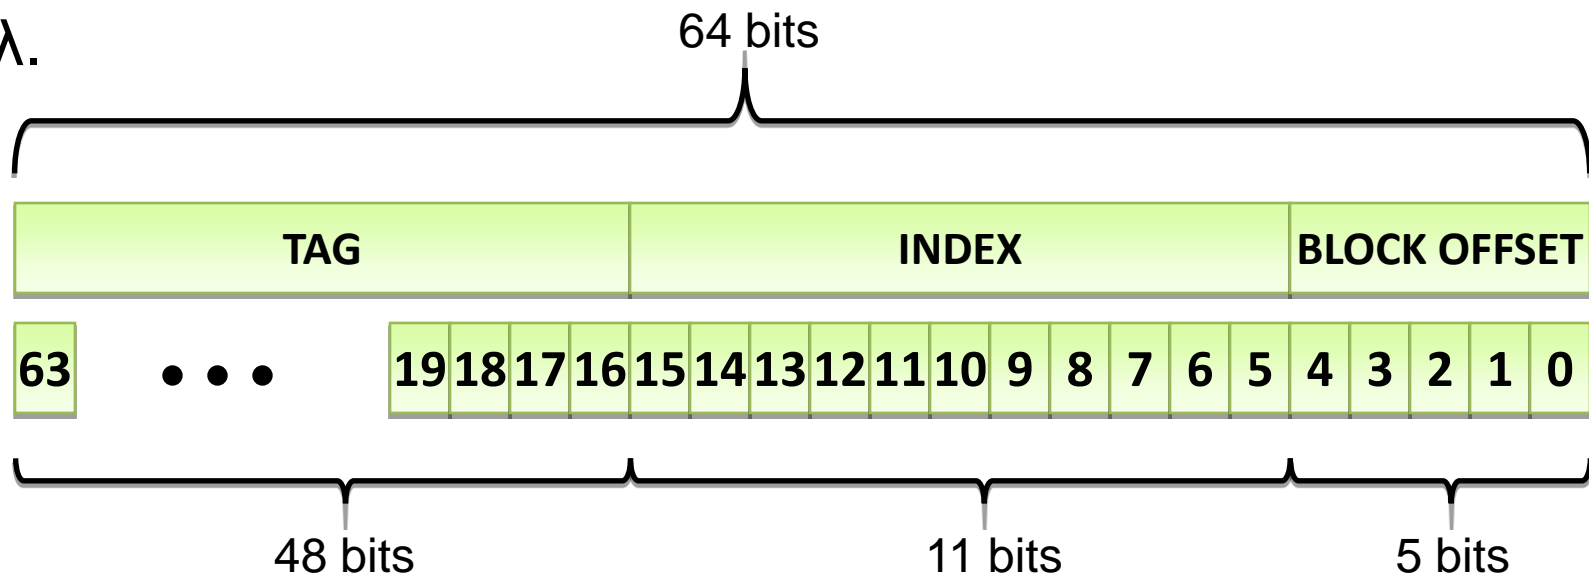 λ.
64 bits
TAG INDEX BLOCK OFFSET
63 • • • 19 18 17 16 15 14 13 12 11 10 9 8 7 6 5 4 3 2 1 0
48 bits 11 bits 5 bits